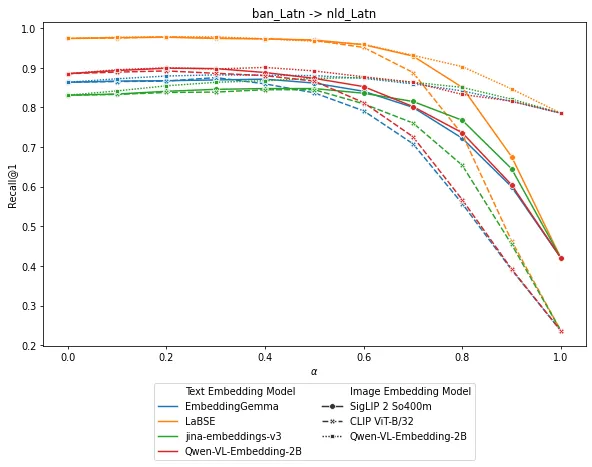 ban_Latn -> nld_Latn
Recall@1
1.0
0.9
0.8
0.7
0.6
0.5
0.4
0.3
0.2
0.0 0.2 0.4 0.6 0.8 1.0
α
Text Embedding Model Image Embedding Model
EmbeddingGemma SigLIP 2 So400m
LaBSE CLIP ViT-B/32
jina-embeddings-v3 Qwen-VL-Embedding-2B
Qwen-VL-Embedding-2B